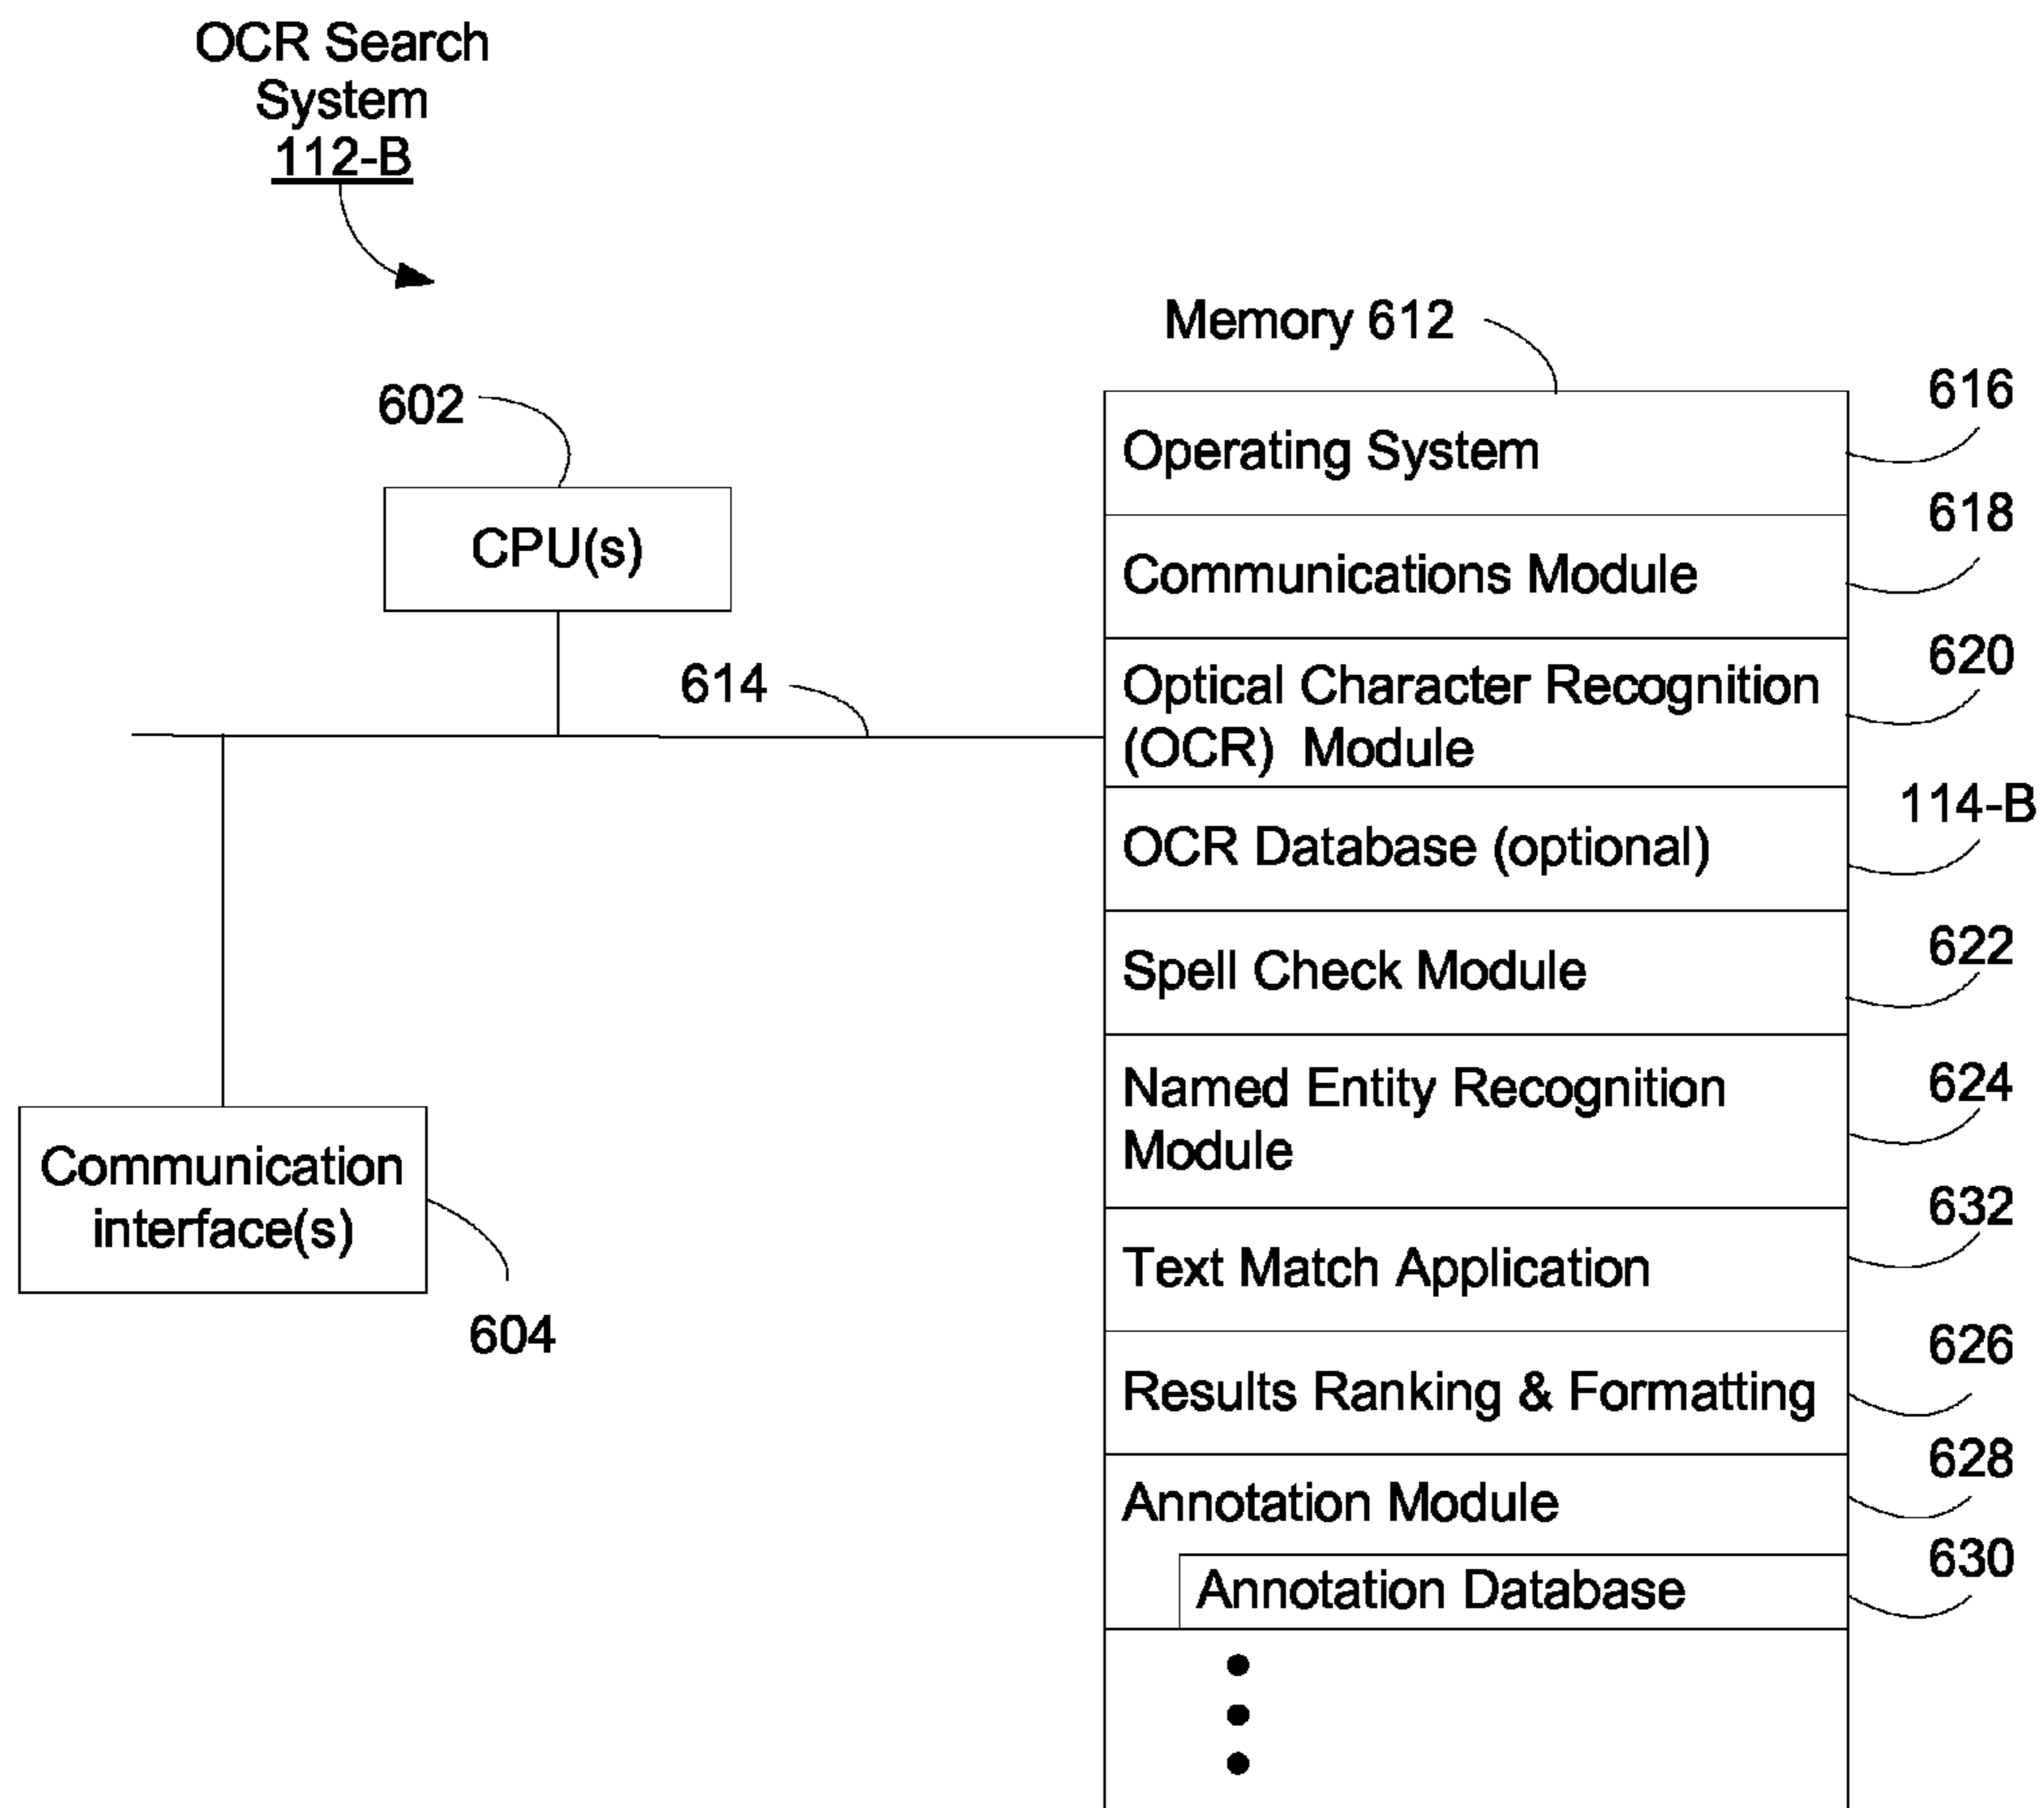 OCR Search
System
112-B
Memory 612
602
CPU(s)
614
Communication
interface(s)
604
Operating System
616
Communications Module
618
Optical Character Recognition
(OCR) Module
620
OCR Database (optional)
114-B
Spell Check Module
622
Named Entity Recognition
Module
624
Text Match Application
632
Results Ranking & Formatting
626
Annotation Module
628
Annotation Database
630